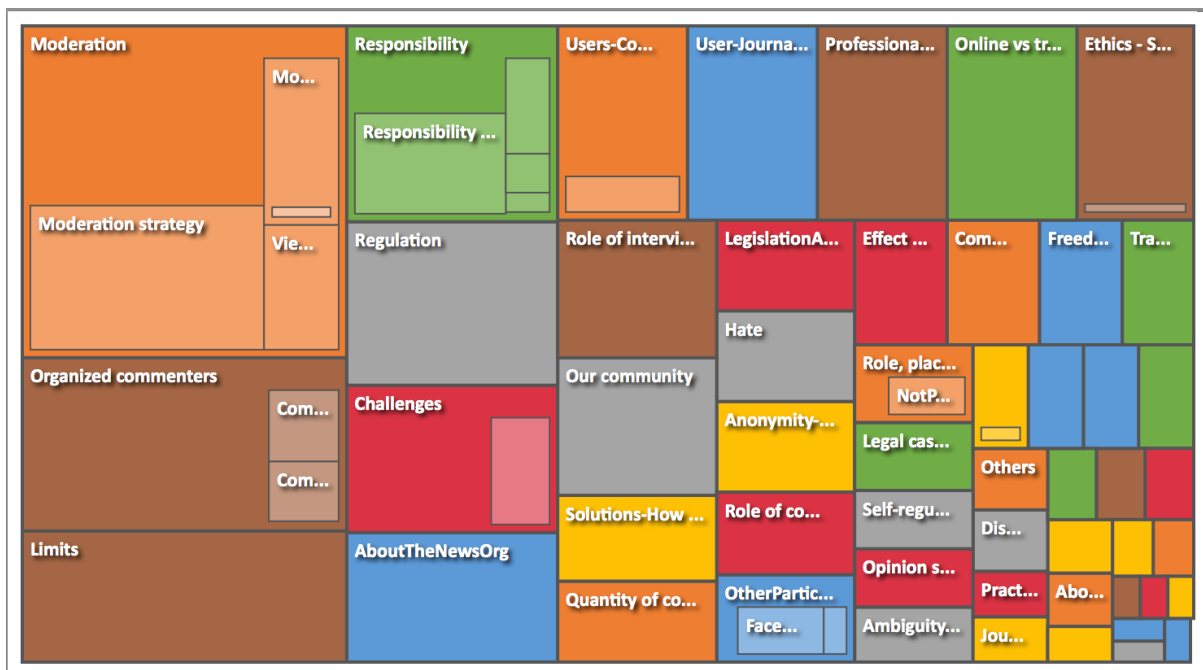 Moderation
Mo...
Moderation strategy
Vie...
Organized commenters
Com...
Com...
Limits
Responsibility
Responsibility ...
Regulation
Challenges
AboutTheNewsOrg
Users-Co...
User-Journa...
Professiona...
Online vs tr...
Ethics - S...
Role of intervi...
Our community
Solutions-How ...
Quantity of co...
LegislationA...
Hate
Anonymity-...
Role of co...
OtherPartic...
Face...
Effect ...
Com...
Freed...
Tra...
Role, plac...
NotP...
Legal cas...
Self-regu...
Opinion s...
Ambiguity...
Others
Dis...
Pract...
Jou...
Abo...